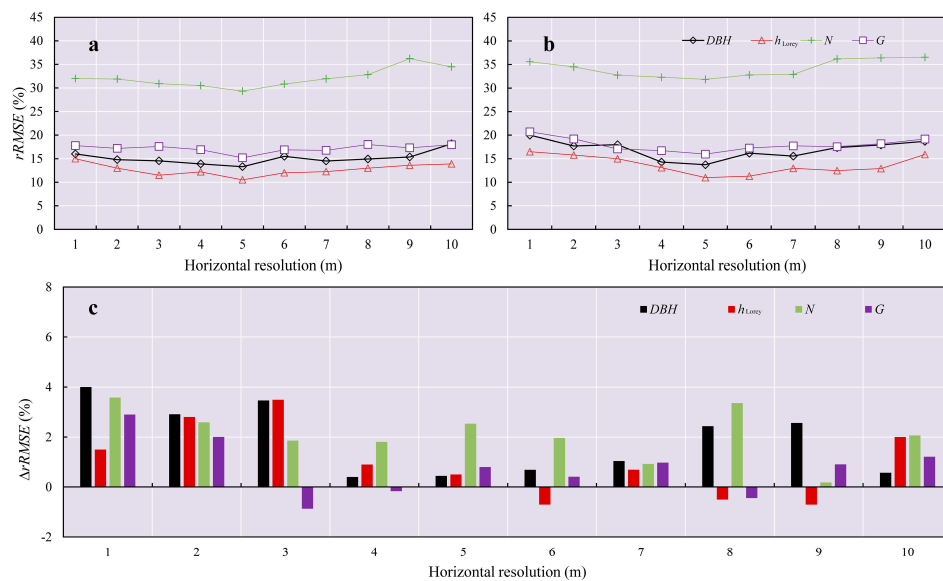 45
40
35
30
25
20
15
10
5
0
rRMSE (%)
a
1 2 3 4 5 6 7 8 9 10
Horizontal resolution (m)
45
40
35
30
25
20
15
10
5
0
b
DBH h Lorey N G
1 2 3 4 5 6 7 8 9 10
Horizontal resolution (m)
8
6
4
2
0
-2
ΔrRMSE (%)
c
DBH h Lorey N G
1 2 3 4 5 6 7 8 9 10
Horizontal resolution (m)